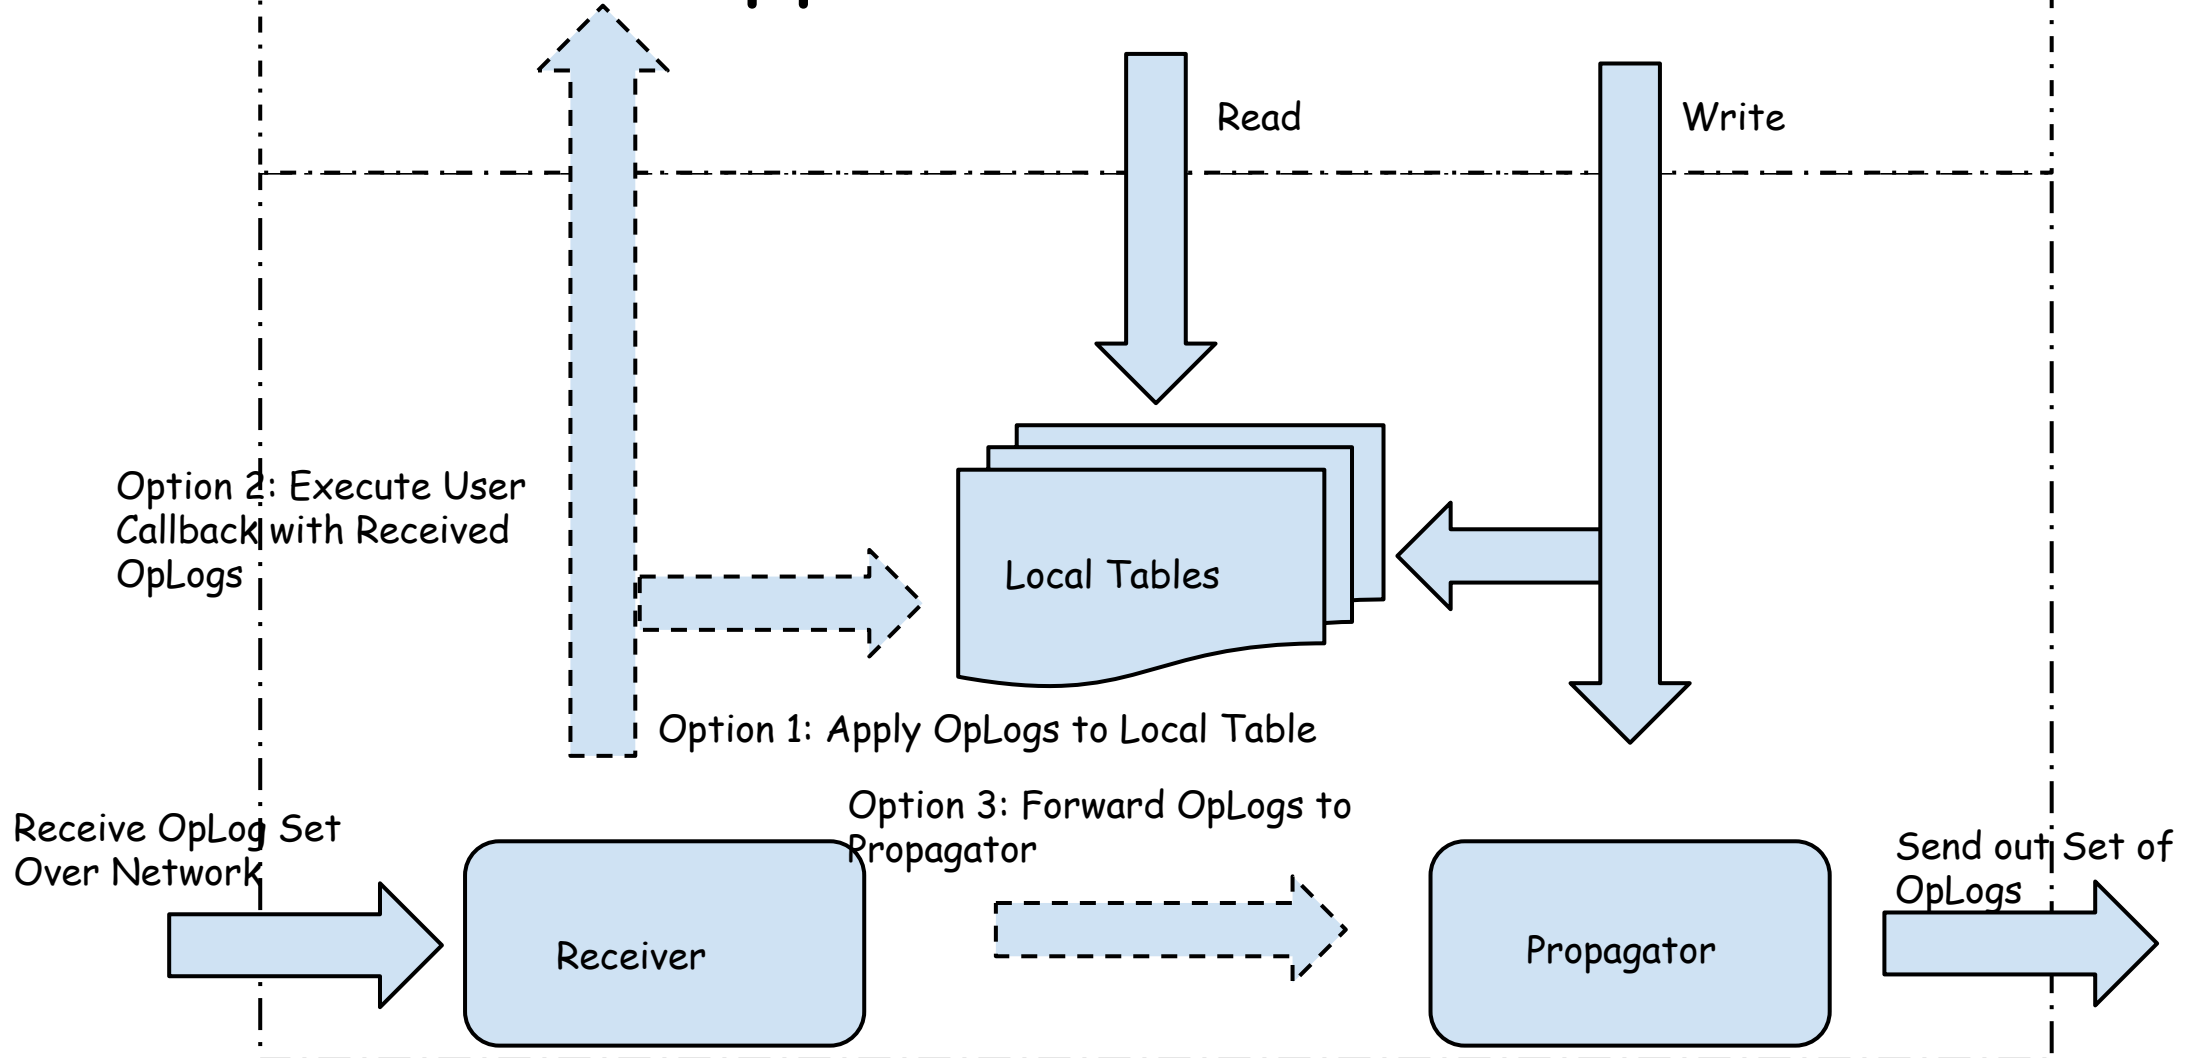 Read
Write
Option 2: Execute User
Callback with Received
OpLogs
Local Tables
Option 1: Apply OpLogs to Local Table
Option 3: Forward OpLogs to
Propagator
Receive OpLog Set
Over Network
Send out Set of
OpLogs
Receiver
Propagator